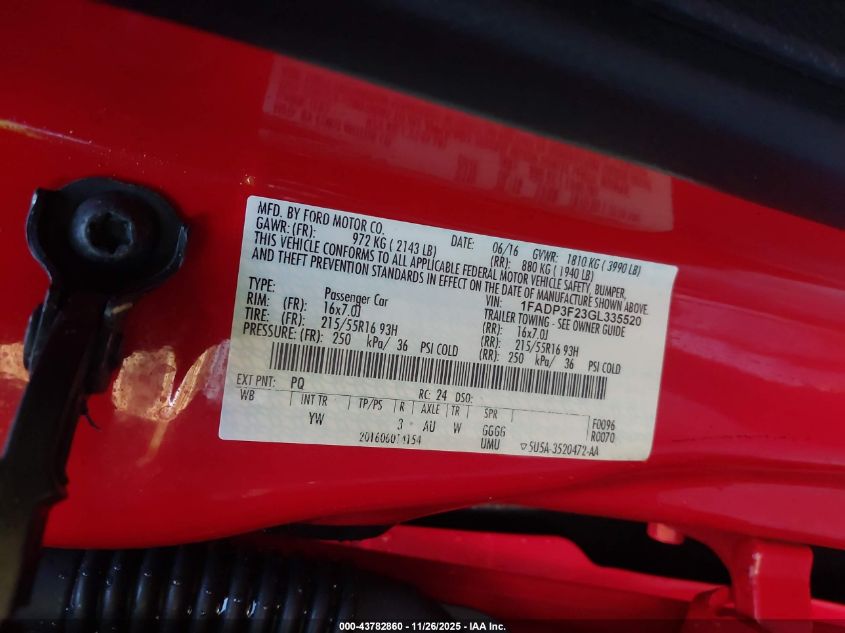 MFD. BY FORD MOTOR CO.
DATE: 06/16 GVWR: 1810 KG ( 3990 LB)
GAWR: (FR): 972 KG ( 2143 LB) (RR): 880 KG ( 1940 LB)
THIS VEHICLE CONFORMS TO ALL APPLICABLE FEDERAL MOTOR VEHICLE SAFETY, BUMPER,
AND THEFT PREVENTION STANDARDS IN EFFECT ON THE DATE OF MANUFACTURE SHOWN ABOVE.
VIN: 1FADP3F23GL335520
TYPE: Passenger Car TRAILER TOWING - SEE OWNER GUIDE
RIM: (FR): 16x7.0J (RR): 16x7.0J
TIRE: (FR): 215/55R16 93H (RR): 215/55R16 93H
PRESSURE: (FR): 250 kPa/ 36 PSI COLD (RR): 250 kPa/ 36 PSI COLD
EXT PNT: PQ RC: 24 DSO:
WB INT TR TP/PS R AXLE TR SPR F0096
YW 3 AU W GGGG R0070
UMU ▽5U5A-3520472-AA
000-43782860 - 11/26/2025 - IAA Inc.